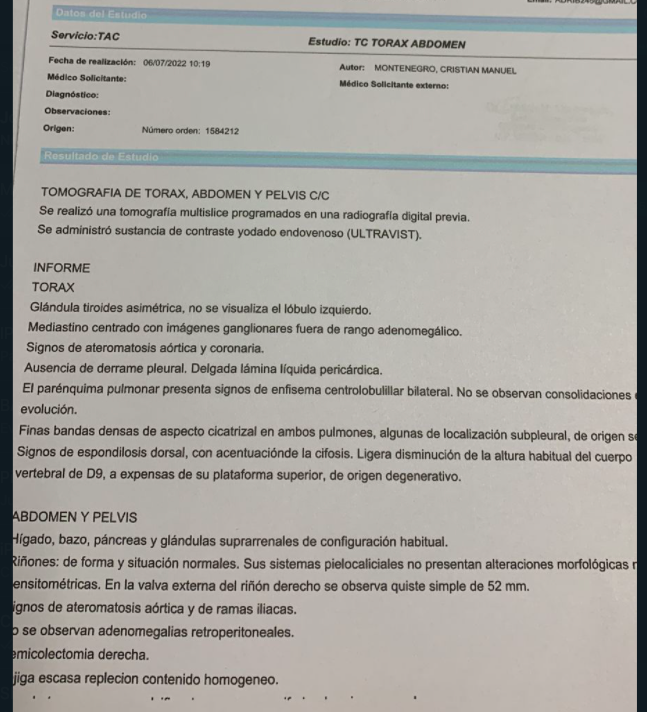 Datos del Estudio
Servicio:TAC
Estudio: TC TORAX ABDOMEN
Fecha de realización: 06/07/2022 10:19
Autor: MONTENEGRO, CRISTIAN MANUEL
Médico Solicitante:
Médico Solicitante externo:
Diagnóstico:
Observaciones:
Origen:
Número orden: 1584212
Resultado de Estudio
TOMOGRAFIA DE TORAX, ABDOMEN Y PELVIS C/C
Se realizó una tomografía multislice programados en una radiografía digital previa.
Se administró sustancia de contraste yodado endovenoso (ULTRAVIST).
INFORME
TORAX
Glándula tiroides asimétrica, no se visualiza el lóbulo izquierdo.
Mediastino centrado con imágenes ganglionares fuera de rango adenomegálico.
Signos de ateromatosis aórtica y coronaria.
Ausencia de derrame pleural. Delgada lámina líquida pericárdica.
El parénquima pulmonar presenta signos de enfisema centrolobulillar bilateral. No se observan consolidaciones
evolución.
Finas bandas densas de aspecto cicatrizal en ambos pulmones, algunas de localización subpleural, de origen se
Signos de espondilosis dorsal, con acentuaciónde la cifosis. Ligera disminución de la altura habitual del cuerpo
vertebral de D9, a expensas de su plataforma superior, de origen degenerativo.
ABDOMEN Y PELVIS
Hígado, bazo, páncreas y glándulas suprarrenales de configuración habitual.
Riñones: de forma y situación normales. Sus sistemas pielocaliciales no presentan alteraciones morfológicas
ensitométricas. En la valva externa del riñón derecho se observa quiste simple de 52 mm.
ignos de ateromatosis aórtica y de ramas iliacas.
o se observan adenomegalias retroperitoneales.
emicolectomia derecha.
jiga escasa replecion contenido homogeneo.